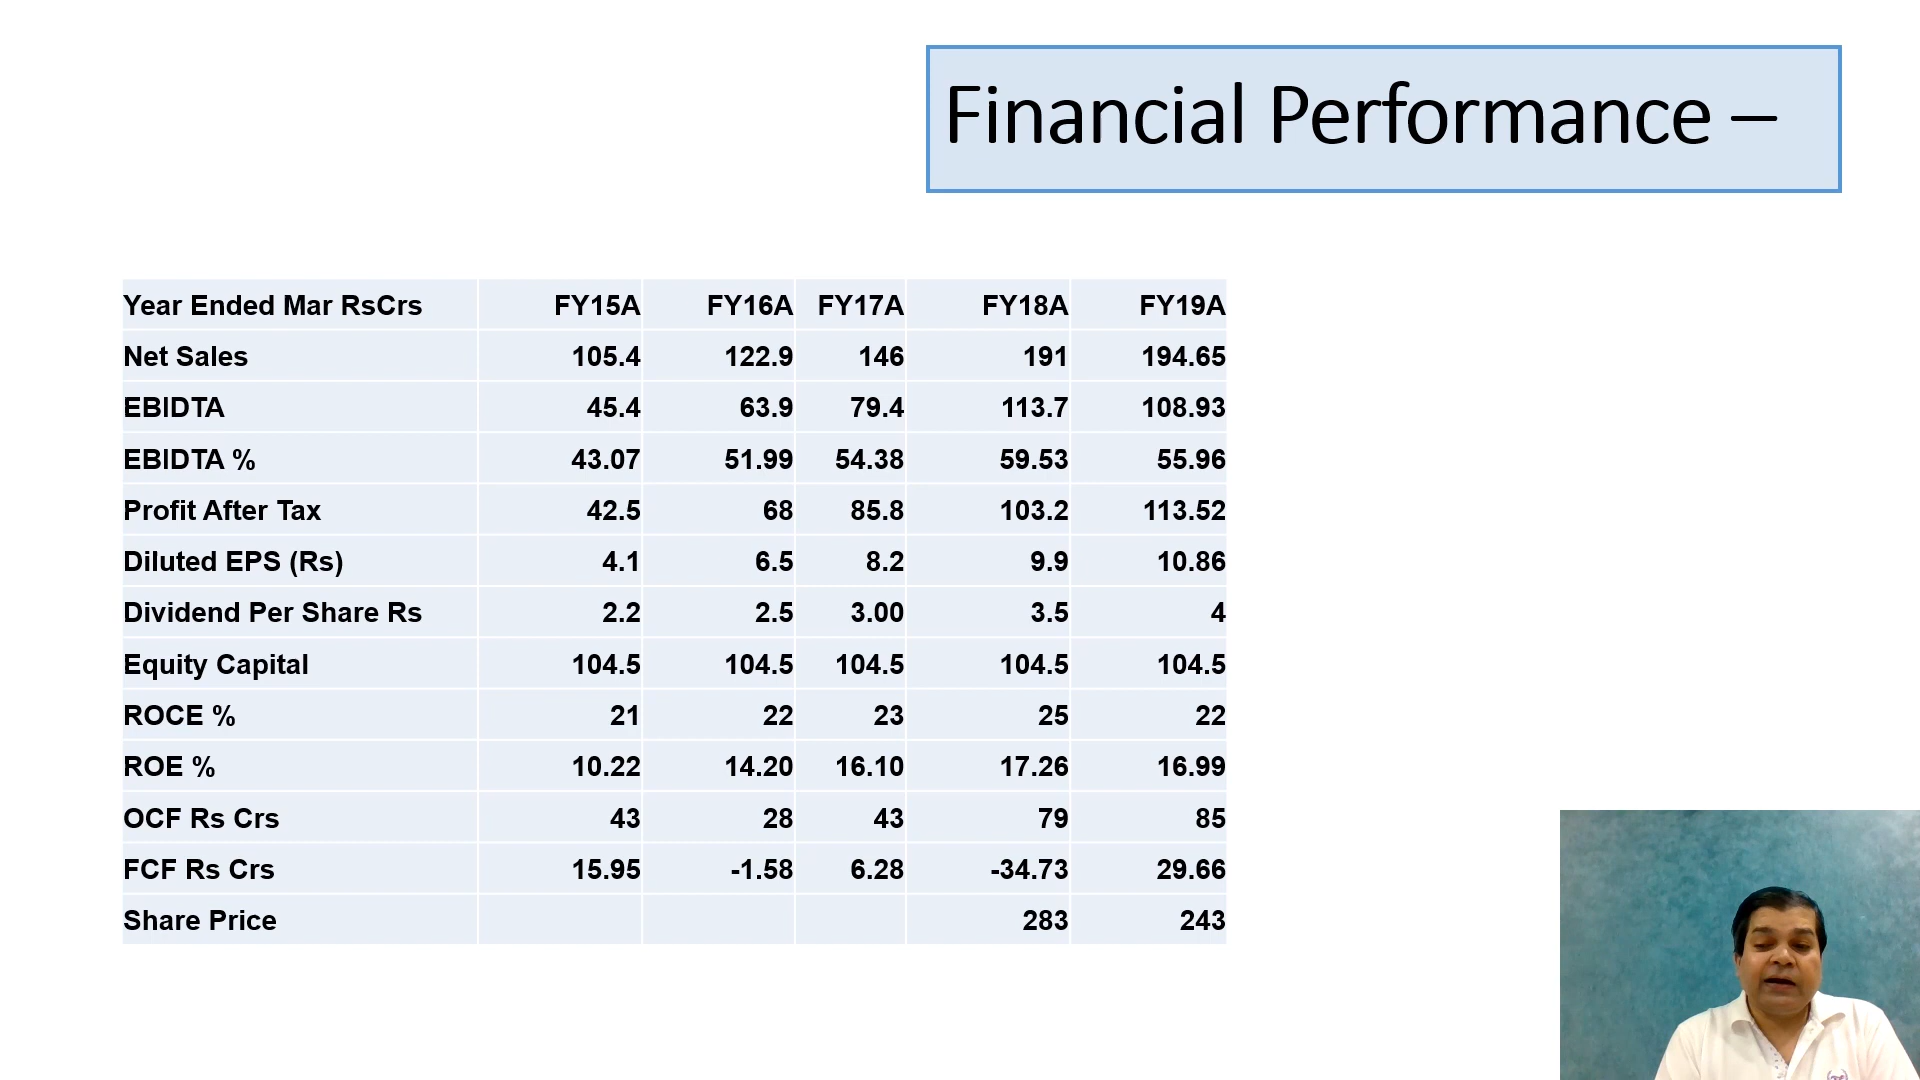 Financial Performance –
Year Ended Mar RsCrs FY15A FY16A FY17A FY18A FY19A
Net Sales 105.4 122.9 146 191 194.65
EBIDTA 45.4 63.9 79.4 113.7 108.93
EBIDTA % 43.07 51.99 54.38 59.53 55.96
Profit After Tax 42.5 68 85.8 103.2 113.52
Diluted EPS (Rs) 4.1 6.5 8.2 9.9 10.86
Dividend Per Share Rs 2.2 2.5 3.00 3.5 4
Equity Capital 104.5 104.5 104.5 104.5 104.5
ROCE % 21 22 23 25 22
ROE % 10.22 14.20 16.10 17.26 16.99
OCF Rs Crs 43 28 43 79 85
FCF Rs Crs 15.95 -1.58 6.28 -34.73 29.66
Share Price 283 243